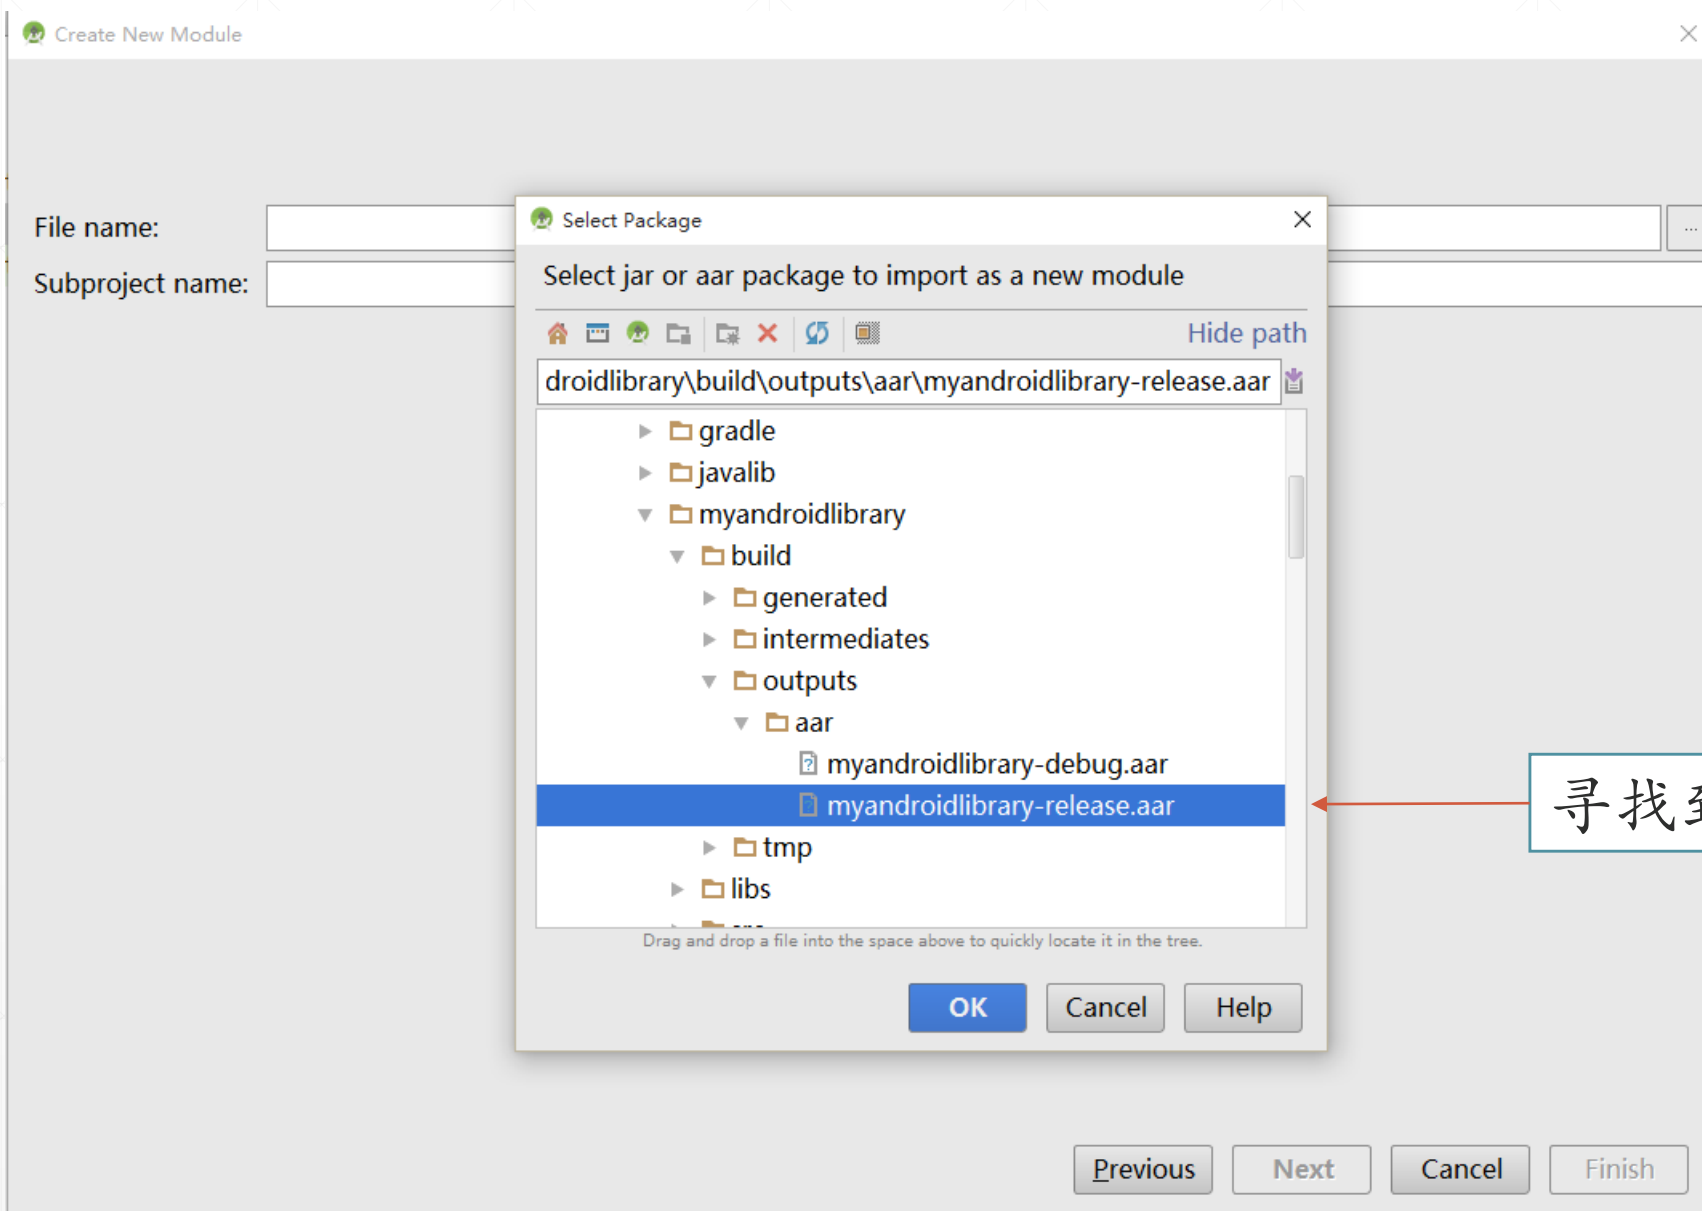 Create New Module
File name:
...
Subproject name:
Select Package
Select jar or aar package to import as a new module
Hide path
droidlibrary\build\outputs\aar\myandroidlibrary-release.aar
gradle
javalib
myandroidlibrary
build
generated
intermediates
outputs
aar
myandroidlibrary-debug.aar
myandroidlibrary-release.aar
寻找到
tmp
libs
Drag and drop a file into the space above to quickly locate it in the tree.
OK
Cancel
Help
Previous
Next
Cancel
Finish